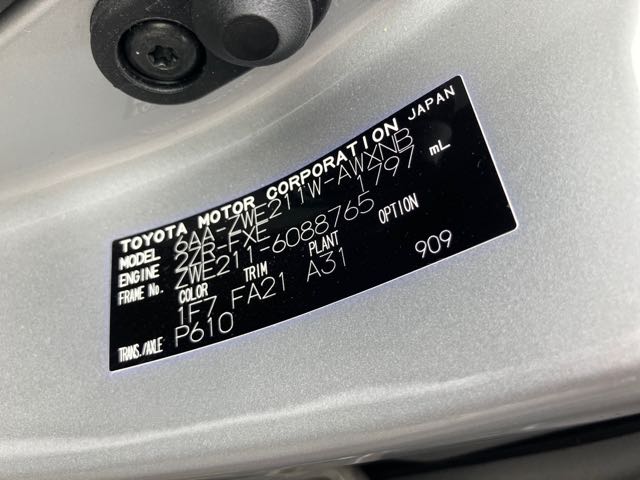 TOYOTA MOTOR CORPORATION JAPAN
MODEL 6AA-ZWE211W-AWXNB
ENGINE 2ZR-FXE 1797 mL
FRAME No. ZWE211-6088765
COLOR TRIM PLANT OPTION
1F7 FA21 A31 909
TRANS./AXLE P610